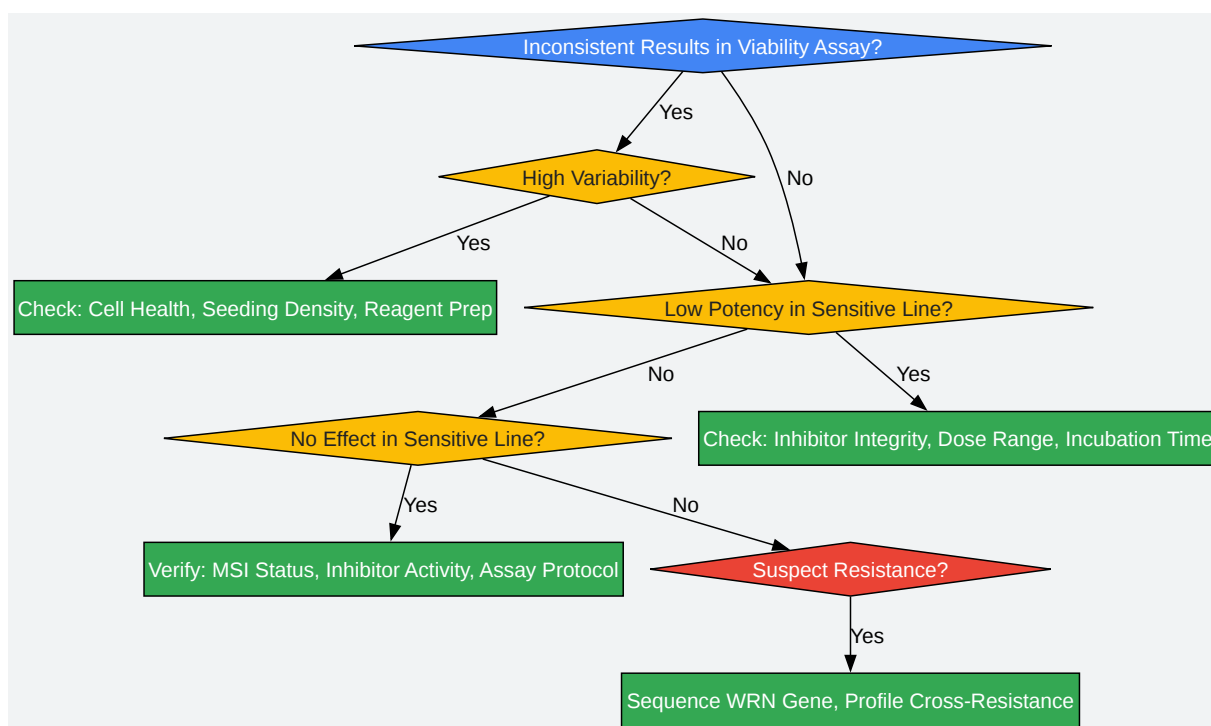 Inconsistent Results in Viability Assay?
Yes
No
High Variability?
Yes
No
Check: Cell Health, Seeding Density, Reagent Prep
Low Potency in Sensitive Line?
No
Yes
No Effect in Sensitive Line?
Check: Inhibitor Integrity, Dose Range, Incubation Time
Yes
No
Verify: MSI Status, Inhibitor Activity, Assay Protocol
Suspect Resistance?
Yes
Sequence WRN Gene, Profile Cross-Resistance